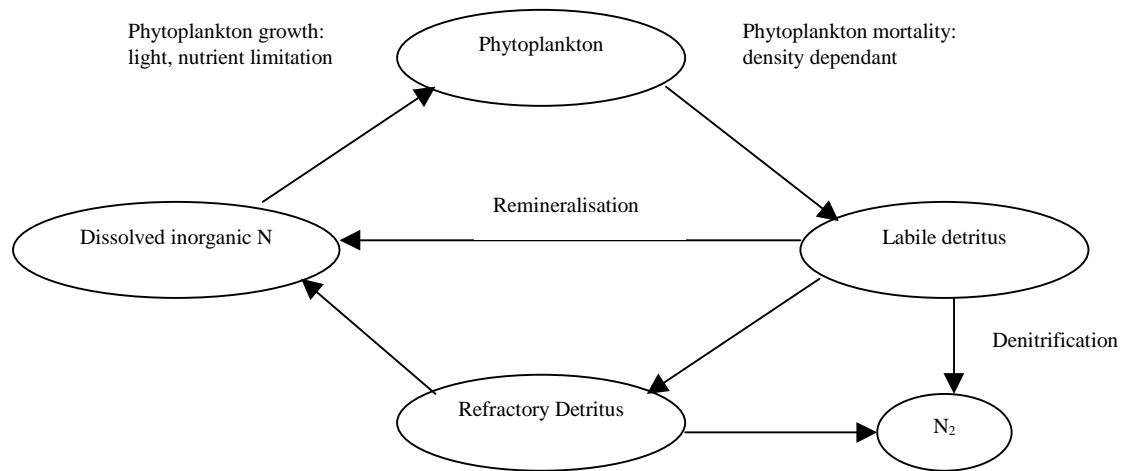 Phytoplankton growth:
light, nutrient limitation
Phytoplankton
Phytoplankton mortality:
density dependant
Remineralisation
Dissolved inorganic N
Labile detritus
Denitrification
Refractory Detritus
N₂